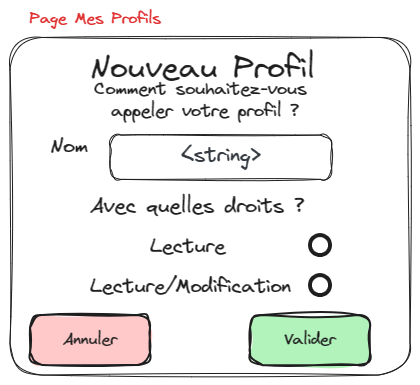 Page Mes Profils
Nouveau Profil
Comment souhaitez-vous
appeler votre profil ?
Nom
<string>
Avec quelles droits ?
Lecture
Lecture/Modification
Annuler
Valider